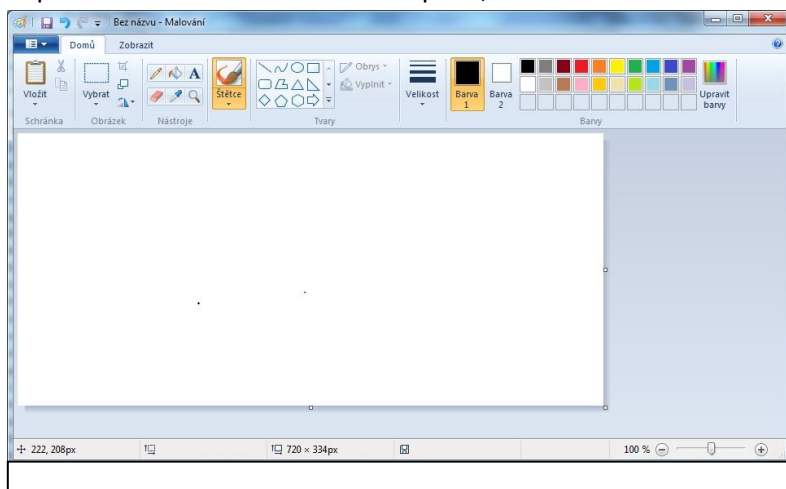 Bez názvu - Malování
Domů Zobrazit
Vložit Vybrat A Štětce Obrys Vyplnit Velikost Barva 1 Barva 2 Upravit barvy
Schránka Obrázek Nástroje Tvary Barvy
222, 208px 720 × 334px 100 %